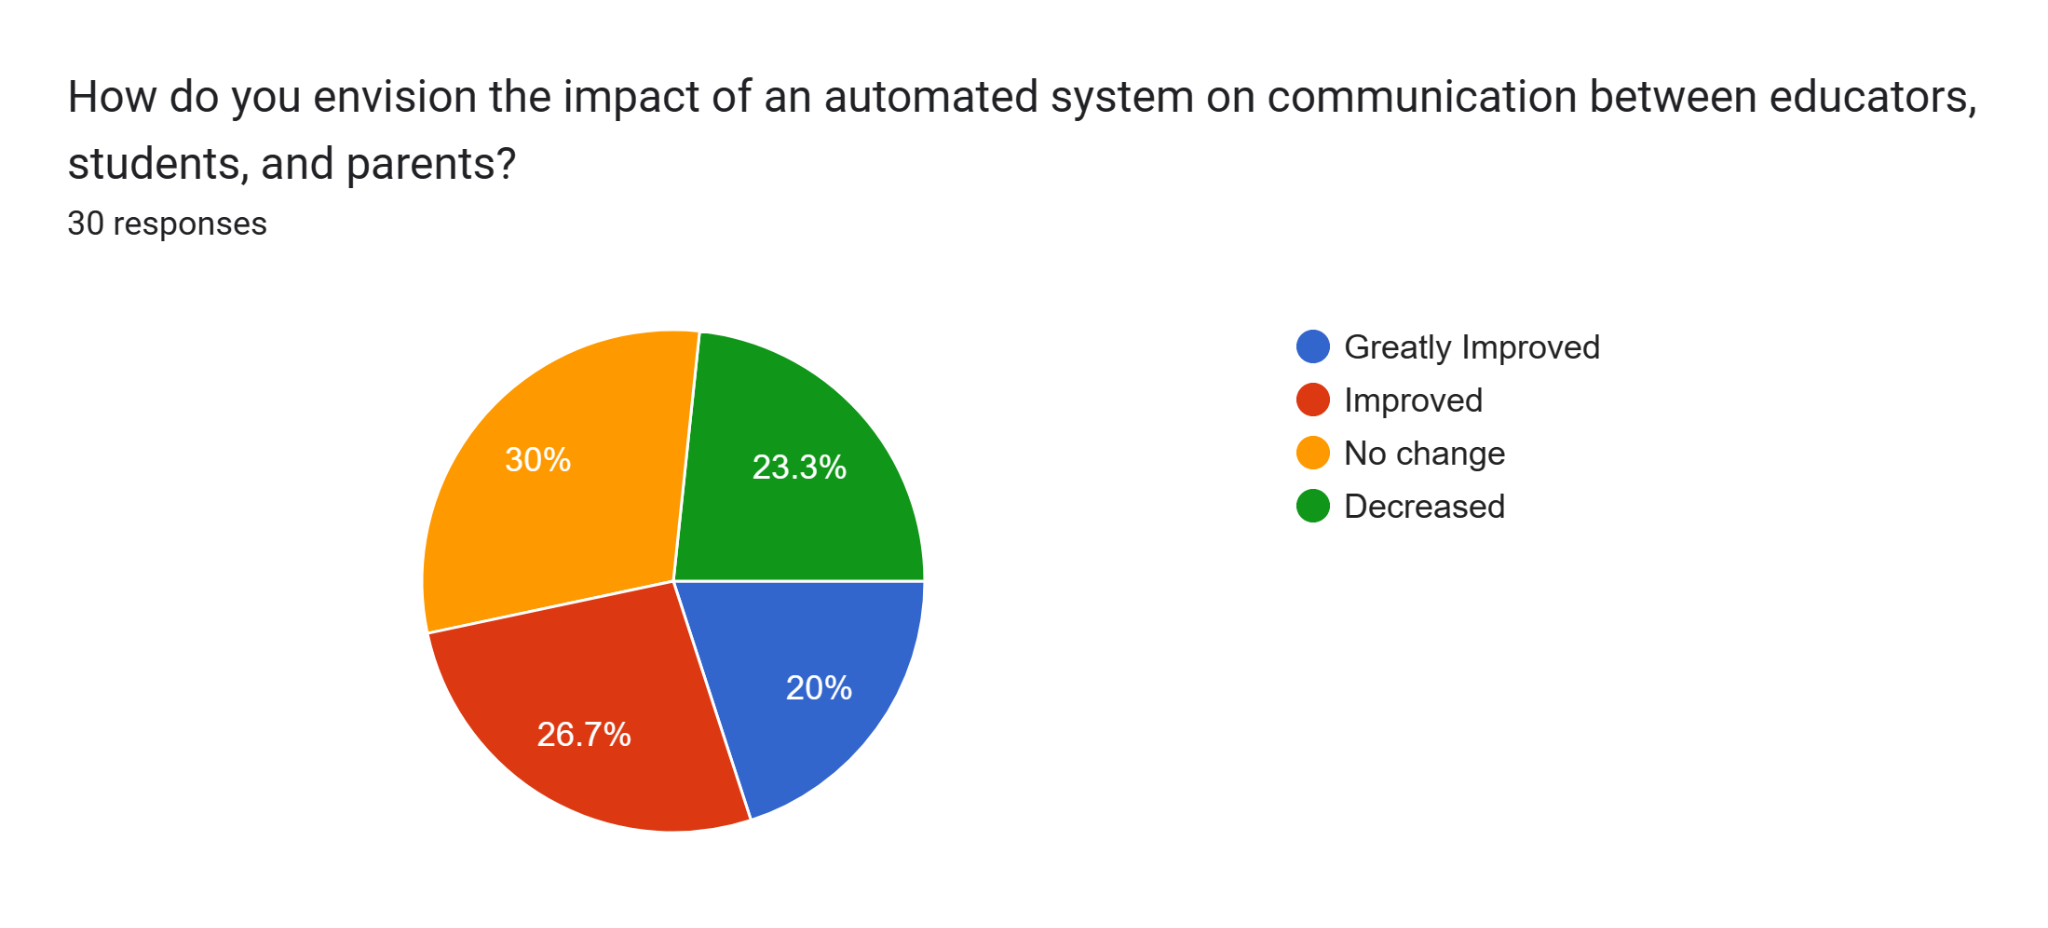 How do you envision the impact of an automated system on communication between educators,
students, and parents?
30 responses
Greatly Improved
Improved
No change
Decreased
30%
23.3%
20%
26.7%